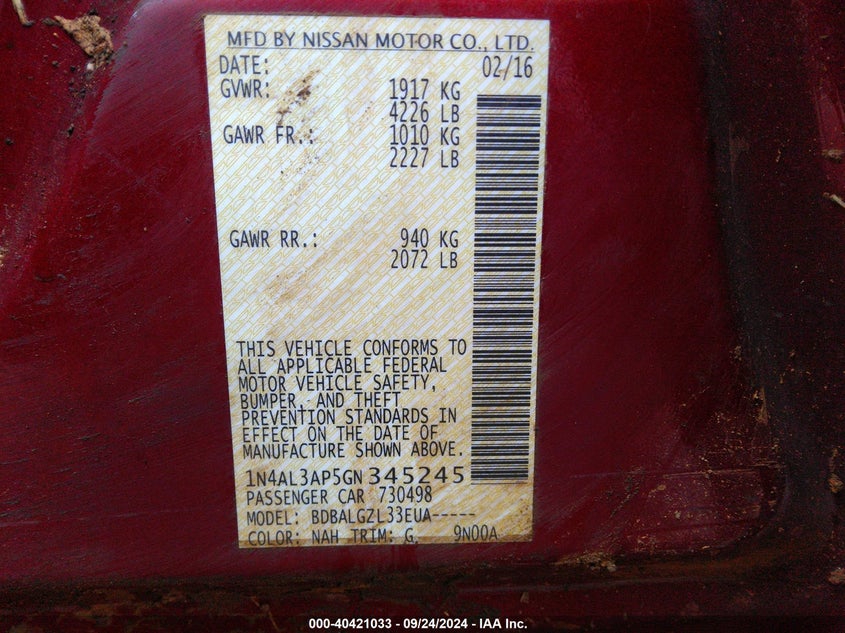 MFD BY NISSAN MOTOR CO., LTD.
DATE: 02/16
GVWR: 1917 KG
4226 LB
GAWR FR.: 1010 KG
2227 LB
GAWR RR.: 940 KG
2072 LB
THIS VEHICLE CONFORMS TO
ALL APPLICABLE FEDERAL
MOTOR VEHICLE SAFETY,
BUMPER, AND THEFT
PREVENTION STANDARDS IN
EFFECT ON THE DATE OF
MANUFACTURE SHOWN ABOVE.
1N4AL3AP5GN345245
PASSENGER CAR 730498
MODEL: BDBALGZL33EUA-----
COLOR: NAH TRIM: G 9N00A
000-40421033 - 09/24/2024 - IAA Inc.